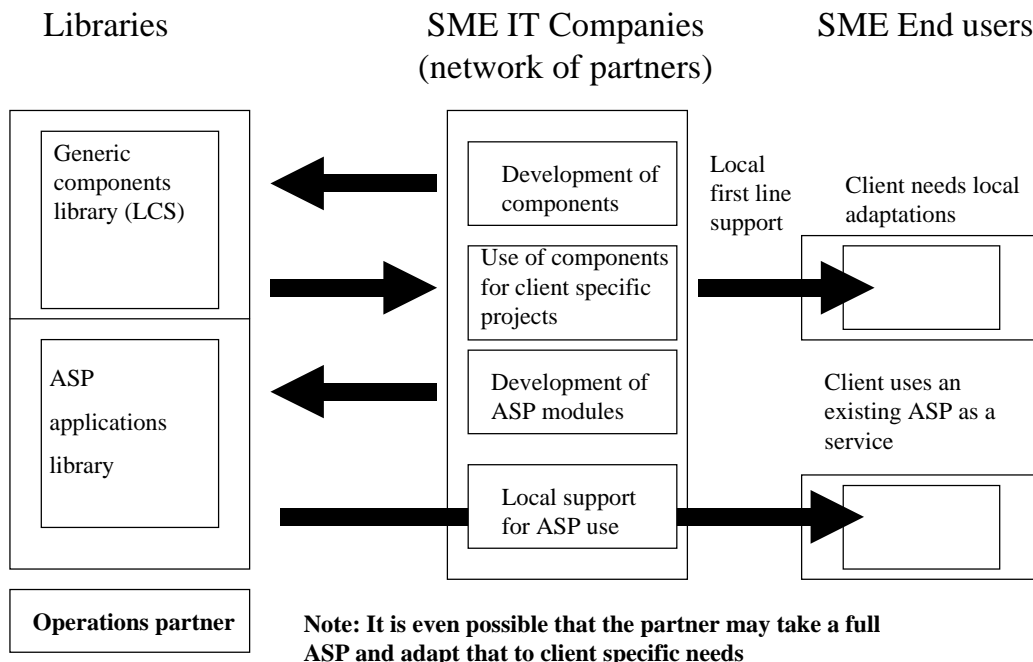 Libraries
SME IT Companies
(network of partners)
SME End users
Generic
components
library (LCS)
ASP
applications
library
Operations partner
Development of
components
Use of components
for client specific
projects
Development of
ASP modules
Local support
for ASP use
Local
first line
support
Client needs local
adaptations
Client uses an
existing ASP as a
service
Note: It is even possible that the partner may take a full
ASP and adapt that to client specific needs